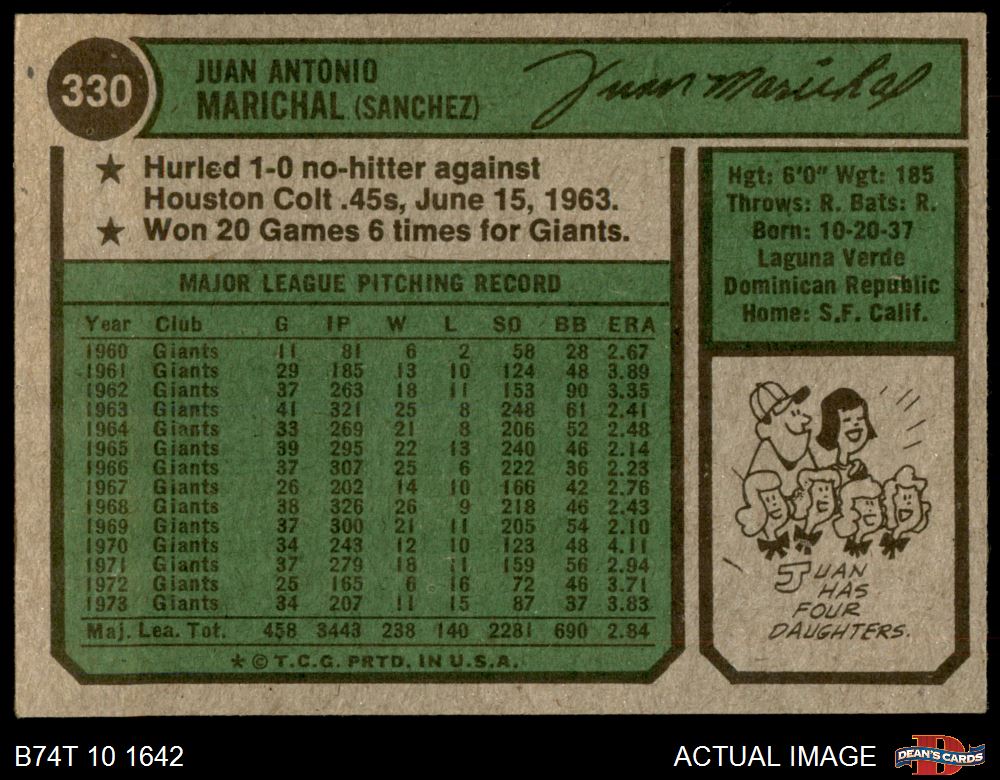 330
JUAN ANTONIO
MARICHAL (SANCHEZ)
Juan Marichal
★ Hurled 1-0 no-hitter against
Houston Colt .45s, June 15, 1963.
★ Won 20 Games 6 times for Giants.
MAJOR LEAGUE PITCHING RECORD
Year Club G IP W L SO BB ERA
1960 Giants 11 81 6 2 58 28 2.67
1961 Giants 29 185 13 10 124 48 3.89
1962 Giants 37 263 18 11 153 90 3.35
1963 Giants 41 321 25 8 248 61 2.41
1964 Giants 33 269 21 8 206 52 2.48
1965 Giants 39 295 22 13 240 46 2.14
1966 Giants 37 307 25 6 222 36 2.23
1967 Giants 26 202 14 10 166 42 2.76
1968 Giants 38 326 26 9 218 46 2.43
1969 Giants 37 300 21 11 205 54 2.10
1970 Giants 34 243 12 10 123 48 4.11
1971 Giants 37 279 18 11 159 56 2.94
1972 Giants 25 165 6 16 72 46 3.71
1973 Giants 34 207 11 15 87 37 3.83
Maj. Lea. Tot. 458 3443 238 140 2281 690 2.84
★ © T.C.G. PRTD. IN U.S.A.
Hgt: 6'0" Wgt: 185
Throws: R. Bats: R.
Born: 10-20-37
Laguna Verde
Dominican Republic
Home: S.F. Calif.
JUAN
HAS
FOUR
DAUGHTERS.
B74T 10 1642
ACTUAL IMAGE
DEAN'S CARDS